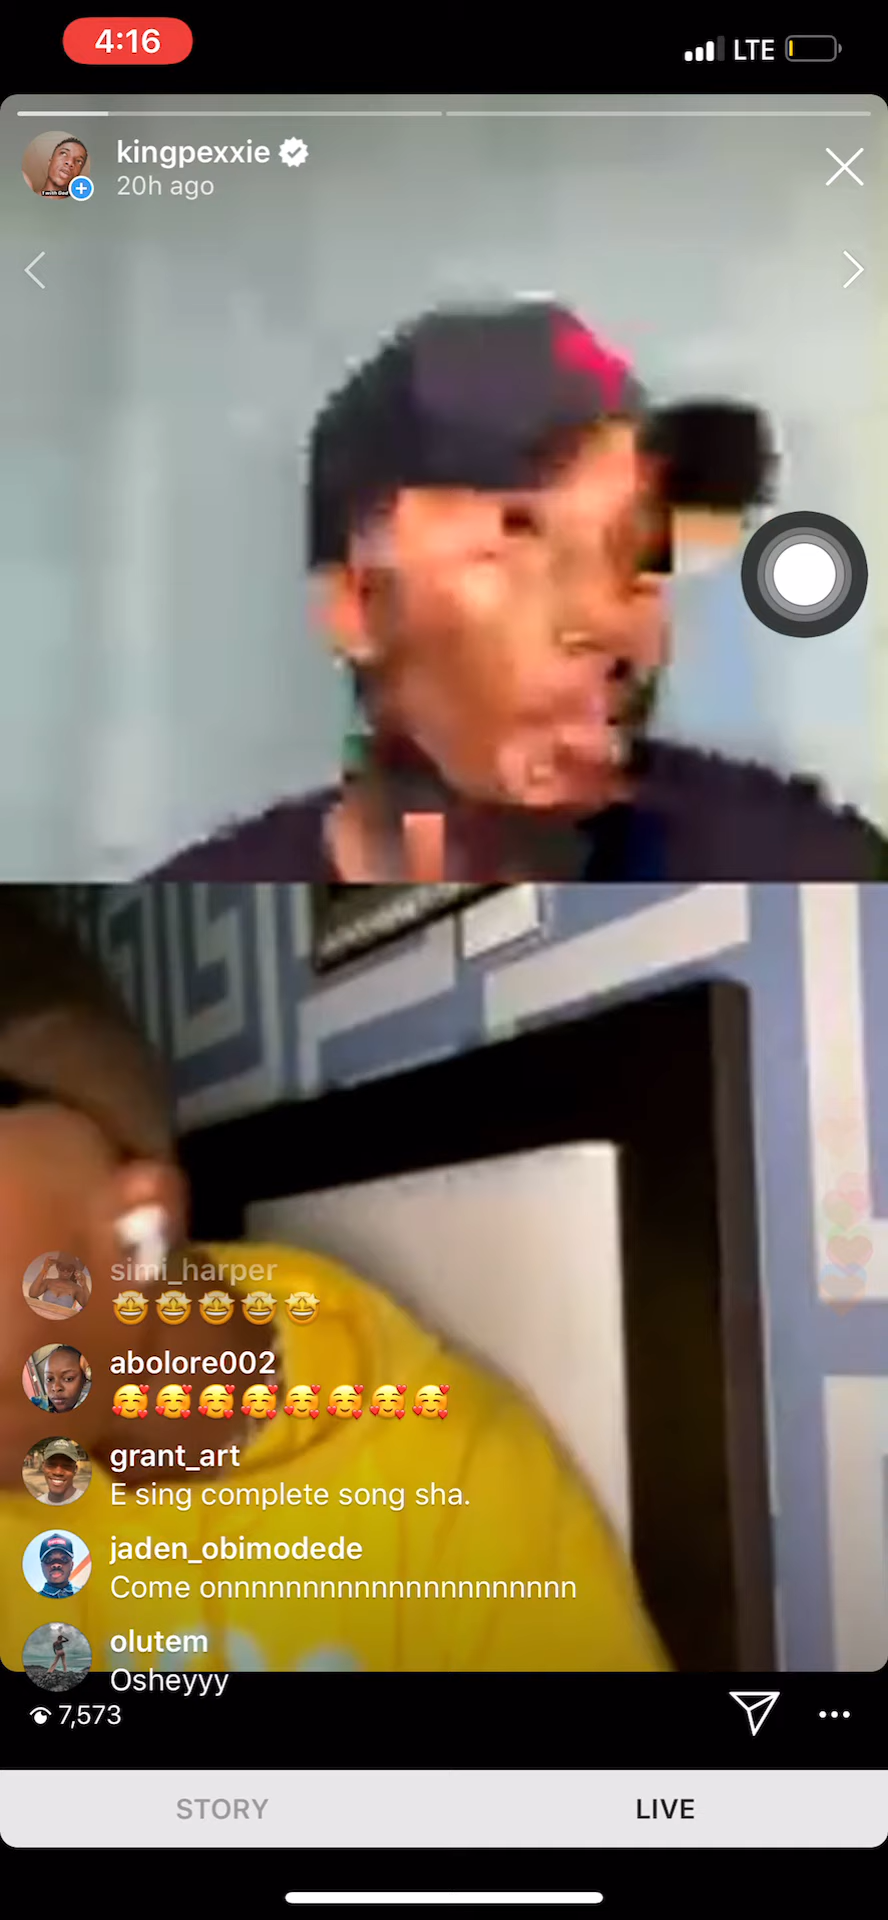 4:16
LTE
kingpexxie
20h ago
simi_harper
abolore002
grant_art
E sing complete song sha.
jaden_obimodede
Come onnnnnnnnnnnnnnnnnnnnn
olutem
Osheyyy
7,573
STORY
LIVE